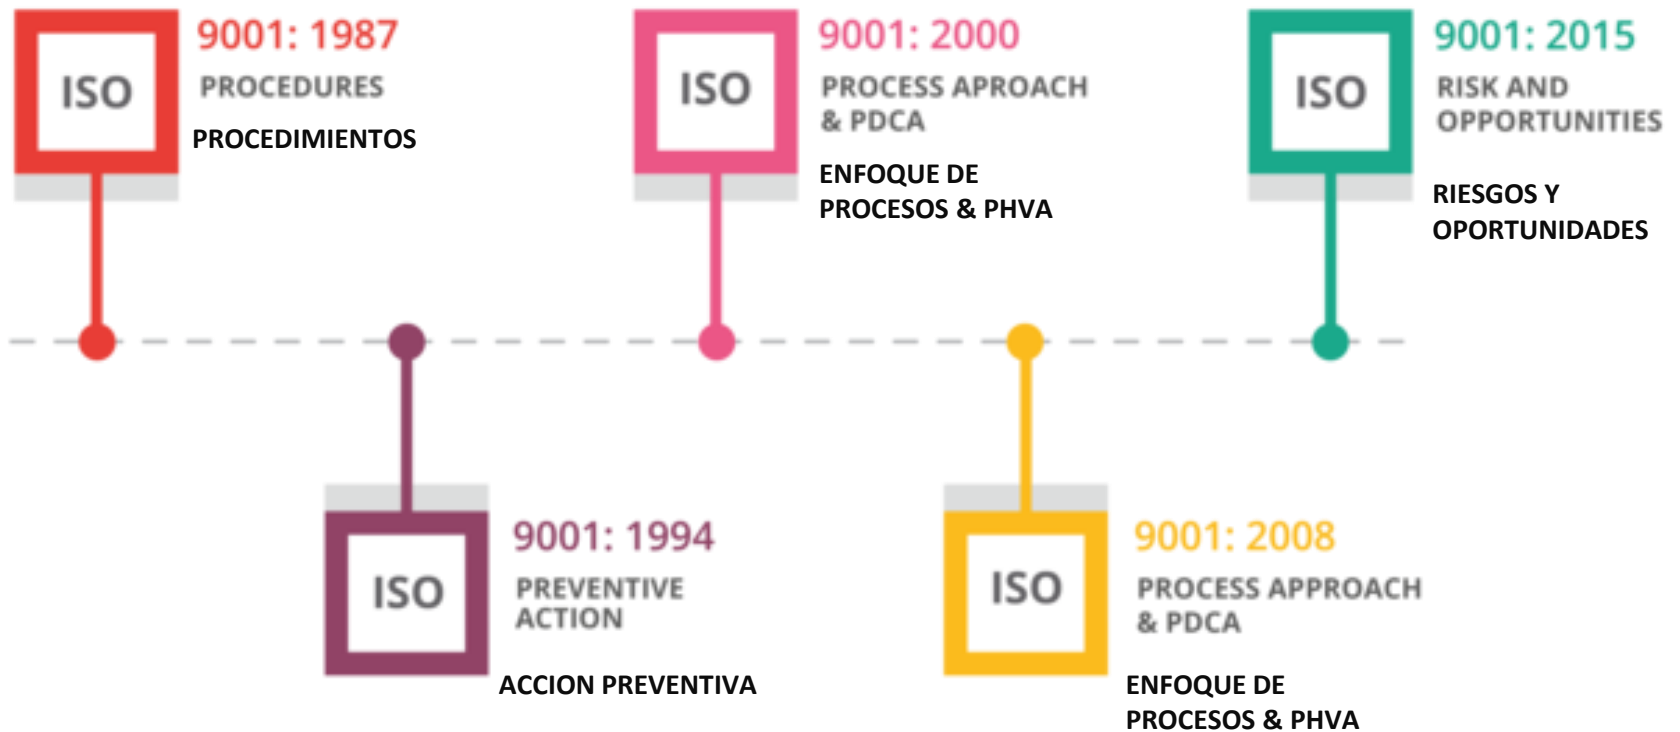 ISO
9001: 1987
PROCEDURES
PROCEDIMIENTOS
ISO
9001: 2000
PROCESS APROACH
& PDCA
ENFOQUE DE
PROCESOS & PHVA
ISO
9001: 2015
RISK AND
OPPORTUNITIES
RIESGOS Y
OPORTUNIDADES
ISO
9001: 1994
PREVENTIVE
ACTION
ACCION PREVENTIVA
ISO
9001: 2008
PROCESS APPROACH
& PDCA
ENFOQUE DE
PROCESOS & PHVA